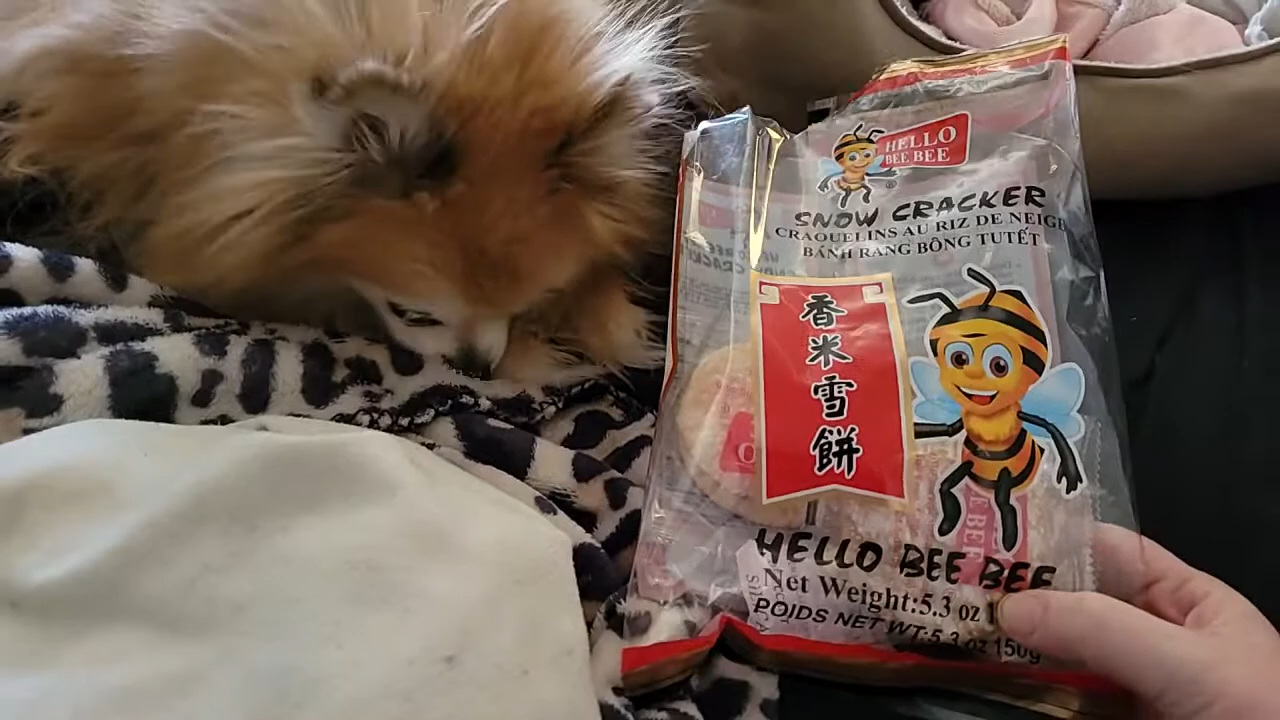 HELLO
BEE BEE
®
SNOW CRACKER
CRAQUELINS AU RIZ DE NEIGE
BÁNH RANG BÔNG TUTẾT
香米雪餅
HELLO BEE BEE
Net Weight:5.3 oz
POIDS NET WT:5.3 oz 150g